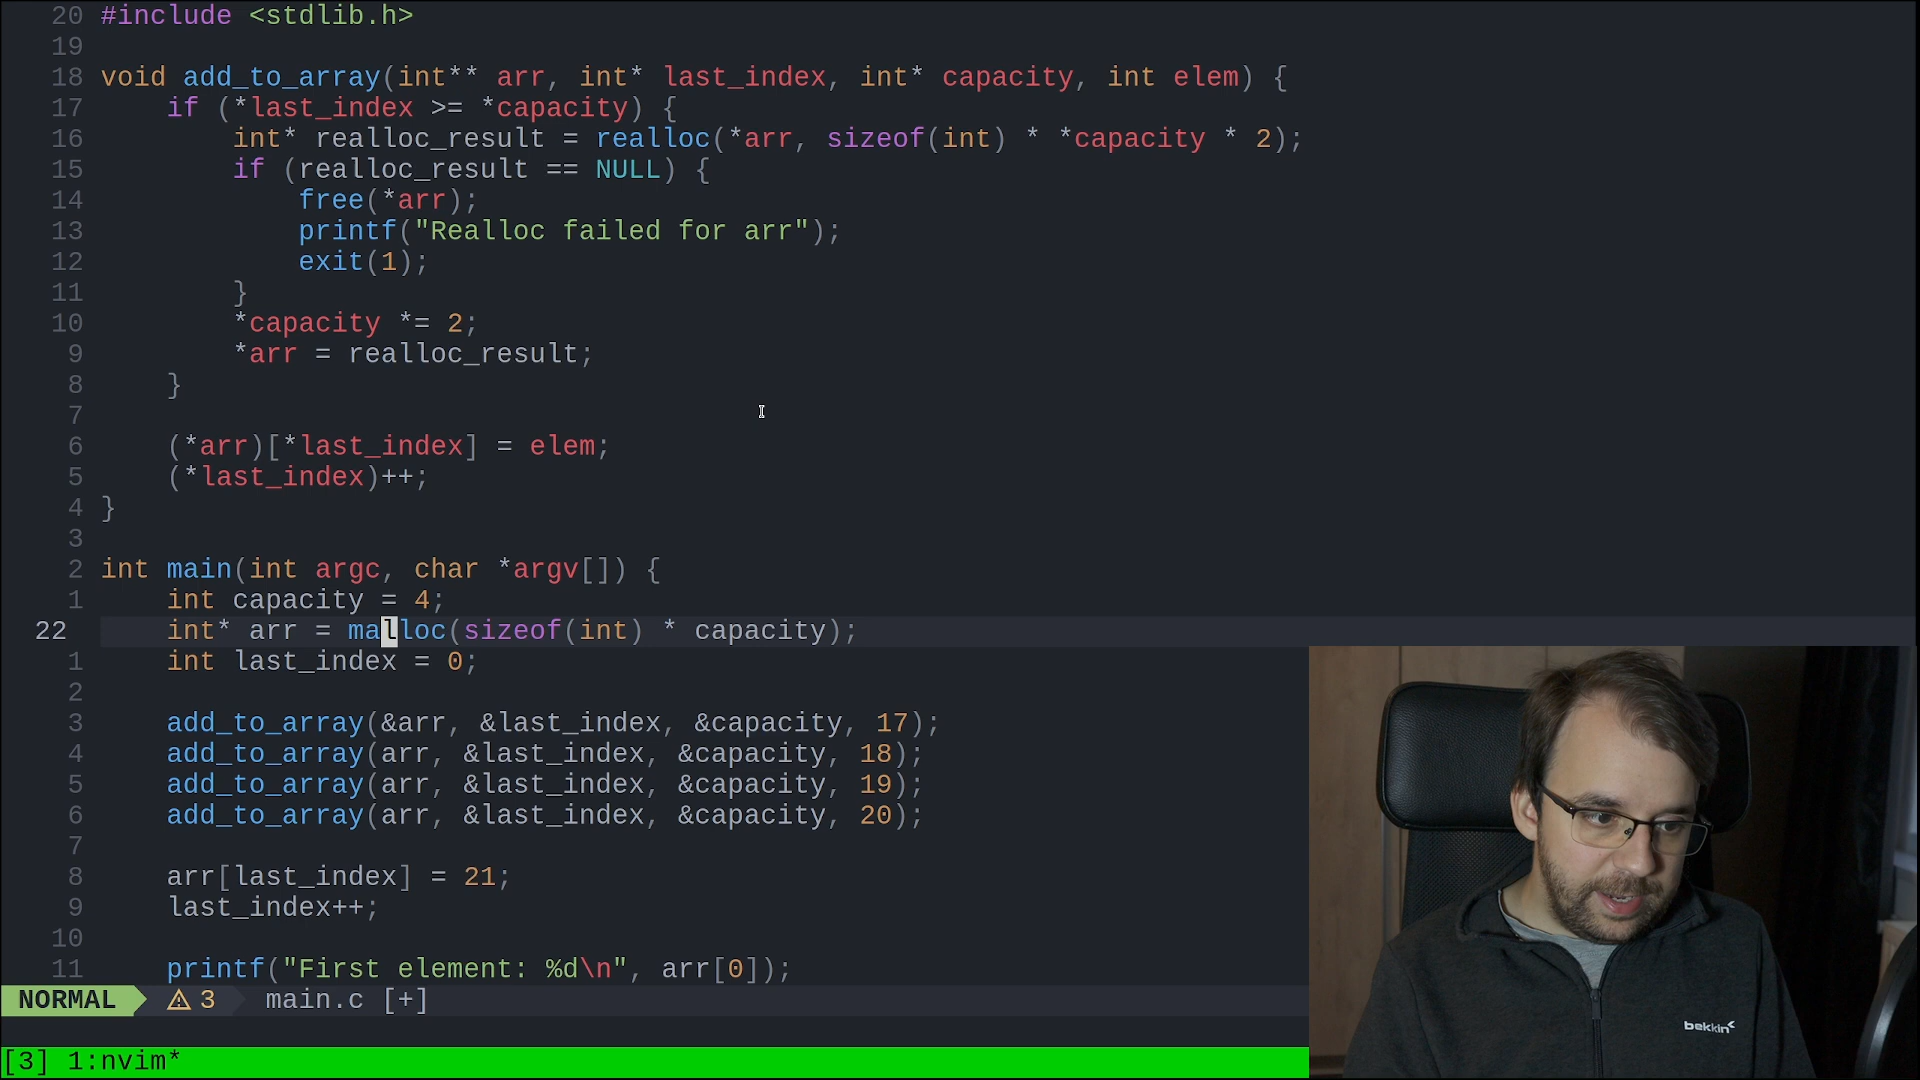 20 #include <stdlib.h>
19
18 void add_to_array(int** arr, int* last_index, int* capacity, int elem) {
17     if (*last_index >= *capacity) {
16         int* realloc_result = realloc(*arr, sizeof(int) * *capacity * 2);
15         if (realloc_result == NULL) {
14             free(*arr);
13             printf("Realloc failed for arr");
12             exit(1);
11         }
10         *capacity *= 2;
9         *arr = realloc_result;
8     }
7
6     (*arr)[*last_index] = elem;
5     (*last_index)++;
4 }
3
2 int main(int argc, char *argv[]) {
1     int capacity = 4;
22     int* arr = malloc(sizeof(int) * capacity);
1     int last_index = 0;
2
3     add_to_array(&arr, &last_index, &capacity, 17);
4     add_to_array(arr, &last_index, &capacity, 18);
5     add_to_array(arr, &last_index, &capacity, 19);
6     add_to_array(arr, &last_index, &capacity, 20);
7
8     arr[last_index] = 21;
9     last_index++;
10
11     printf("First element: %d\n", arr[0]);
NORMAL ⚠ 3 main.c [+]
[3] 1:nvim*
bekkin